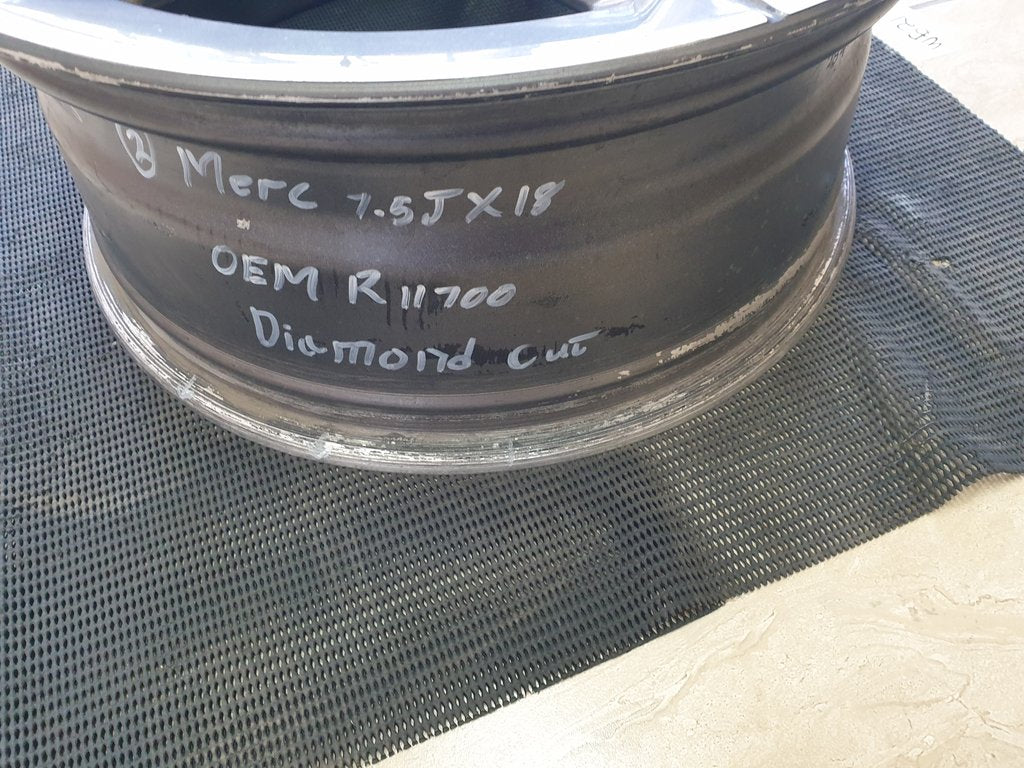 2 Merc 7.5JX18
OEM R11700
Diamond cut